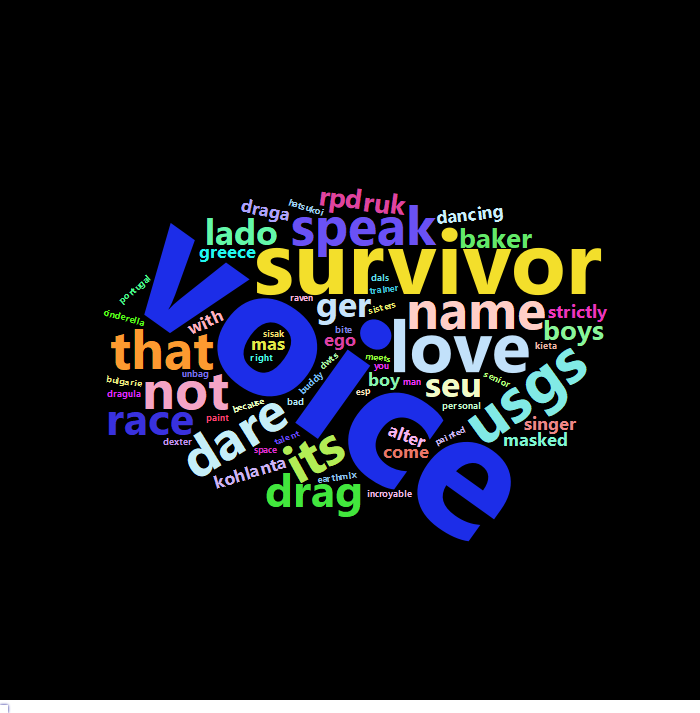 hatsukoi
rpdruk
draga
dancing
lado
speak
baker
greece
survivor
portugal
dals
trainer
raven
ger
sisters
name
strictly
cinderella
with
voice
boys
sisak
mas
bite
ego
love
kieta
that
right
meets
you
dwts
unbag
buddy
boy
man
seu
senior
usgs
bulgarie
dragula
not
esp
because
bad
personal
race
paint
dare
alter
painted
singer
masked
dexter
talent
space
its
come
kohlanta
earthmix
drag
incroyable